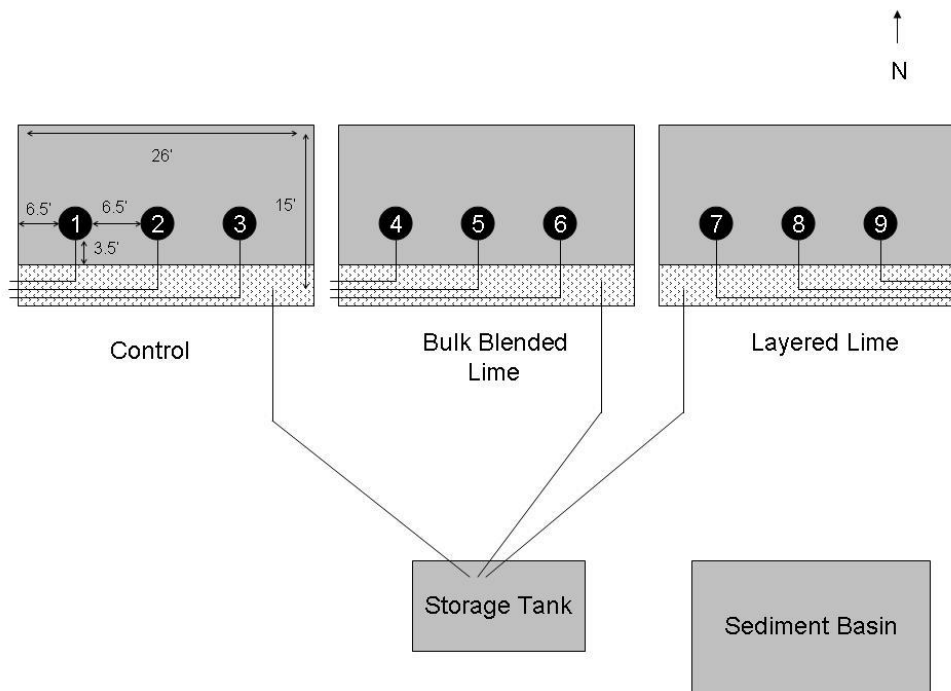 N
26'
15'
6.5'
6.5'
1
2
3
4
5
6
7
8
9
3.5'
Control
Bulk Blended
Lime
Layered Lime
Storage Tank
Sediment Basin